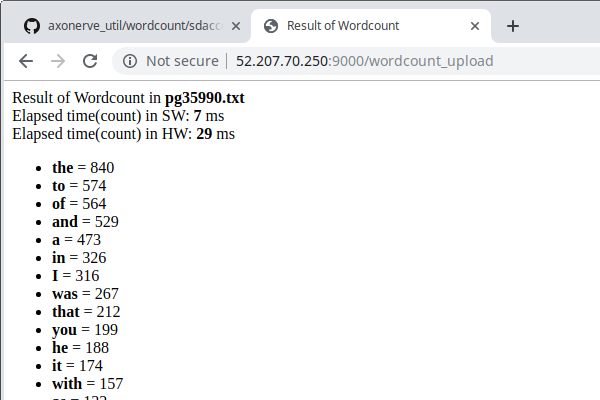 axonerve_util/wordcount/sdacc
Result of Wordcount
Not secure | 52.207.70.250:9000/wordcount_upload
Result of Wordcount in pg35990.txt
Elapsed time(count) in SW: 7 ms
Elapsed time(count) in HW: 29 ms
the = 840
to = 574
of = 564
and = 529
a = 473
in = 326
I = 316
was = 267
that = 212
you = 199
he = 188
it = 174
with = 157